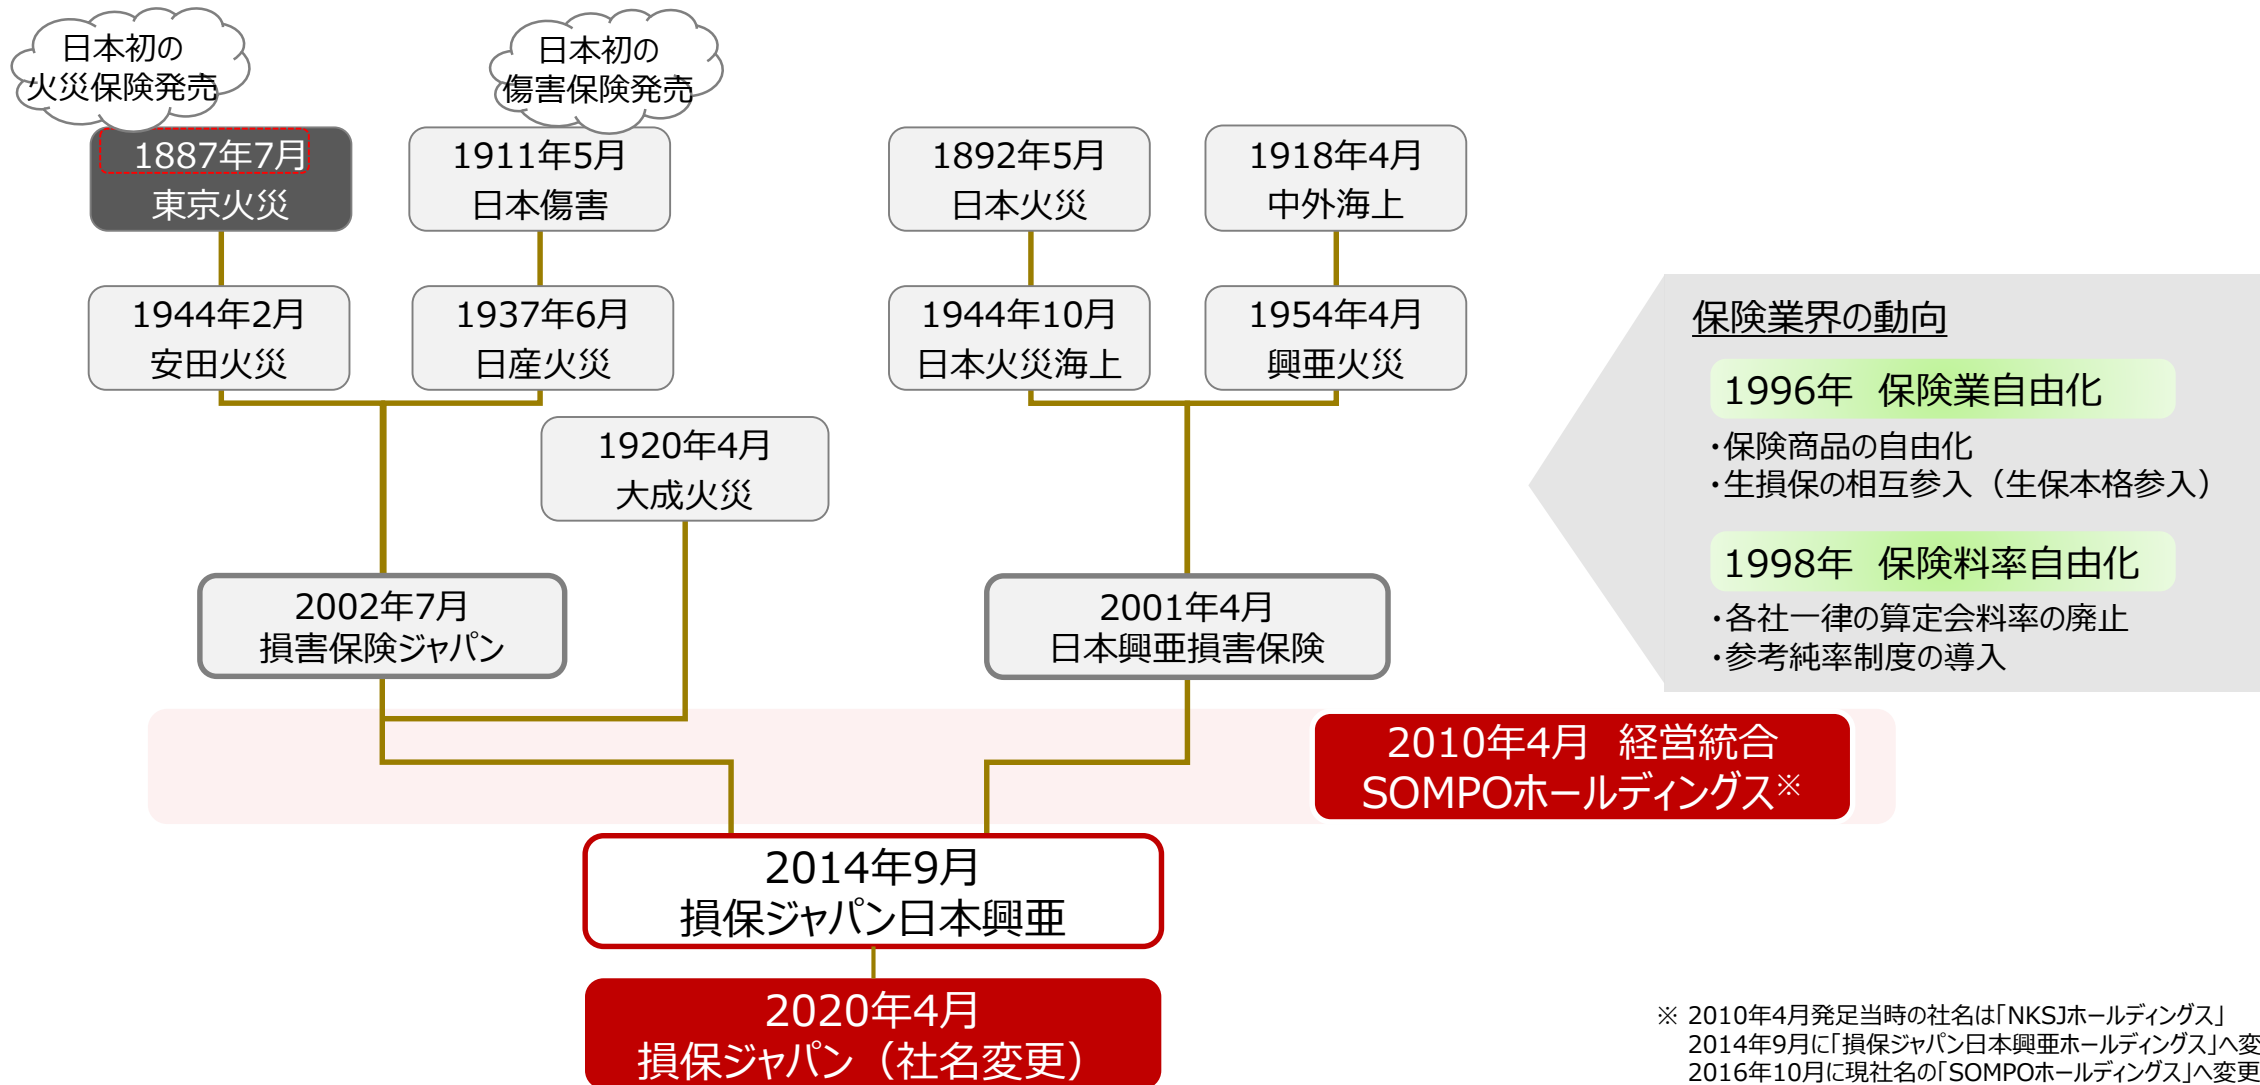 日本初の
火災保険発売
日本初の
傷害保険発売
1887年7月
東京火災
1911年5月
日本傷害
1892年5月
日本火災
1918年4月
中外海上
1944年2月
安田火災
1937年6月
日産火災
1944年10月
日本火災海上
1954年4月
興亜火災
1920年4月
大成火災
2002年7月
損害保険ジャパン
2001年4月
日本興亜損害保険
保険業界の動向
1996年 保険業自由化
・保険商品の自由化
・生損保の相互参入（生保本格参入）
1998年 保険料率自由化
・各社一律の算定会料率の廃止
・参考純率制度の導入
2010年4月 経営統合
SOMPOホールディングス※
2014年9月
損保ジャパン日本興亜
2020年4月
損保ジャパン（社名変更）
※ 2010年4月発足当時の社名は「NKSJホールディングス」
2014年9月に「損保ジャパン日本興亜ホールディングス」へ変
2016年10月に現社名の「SOMPOホールディングス」へ変更